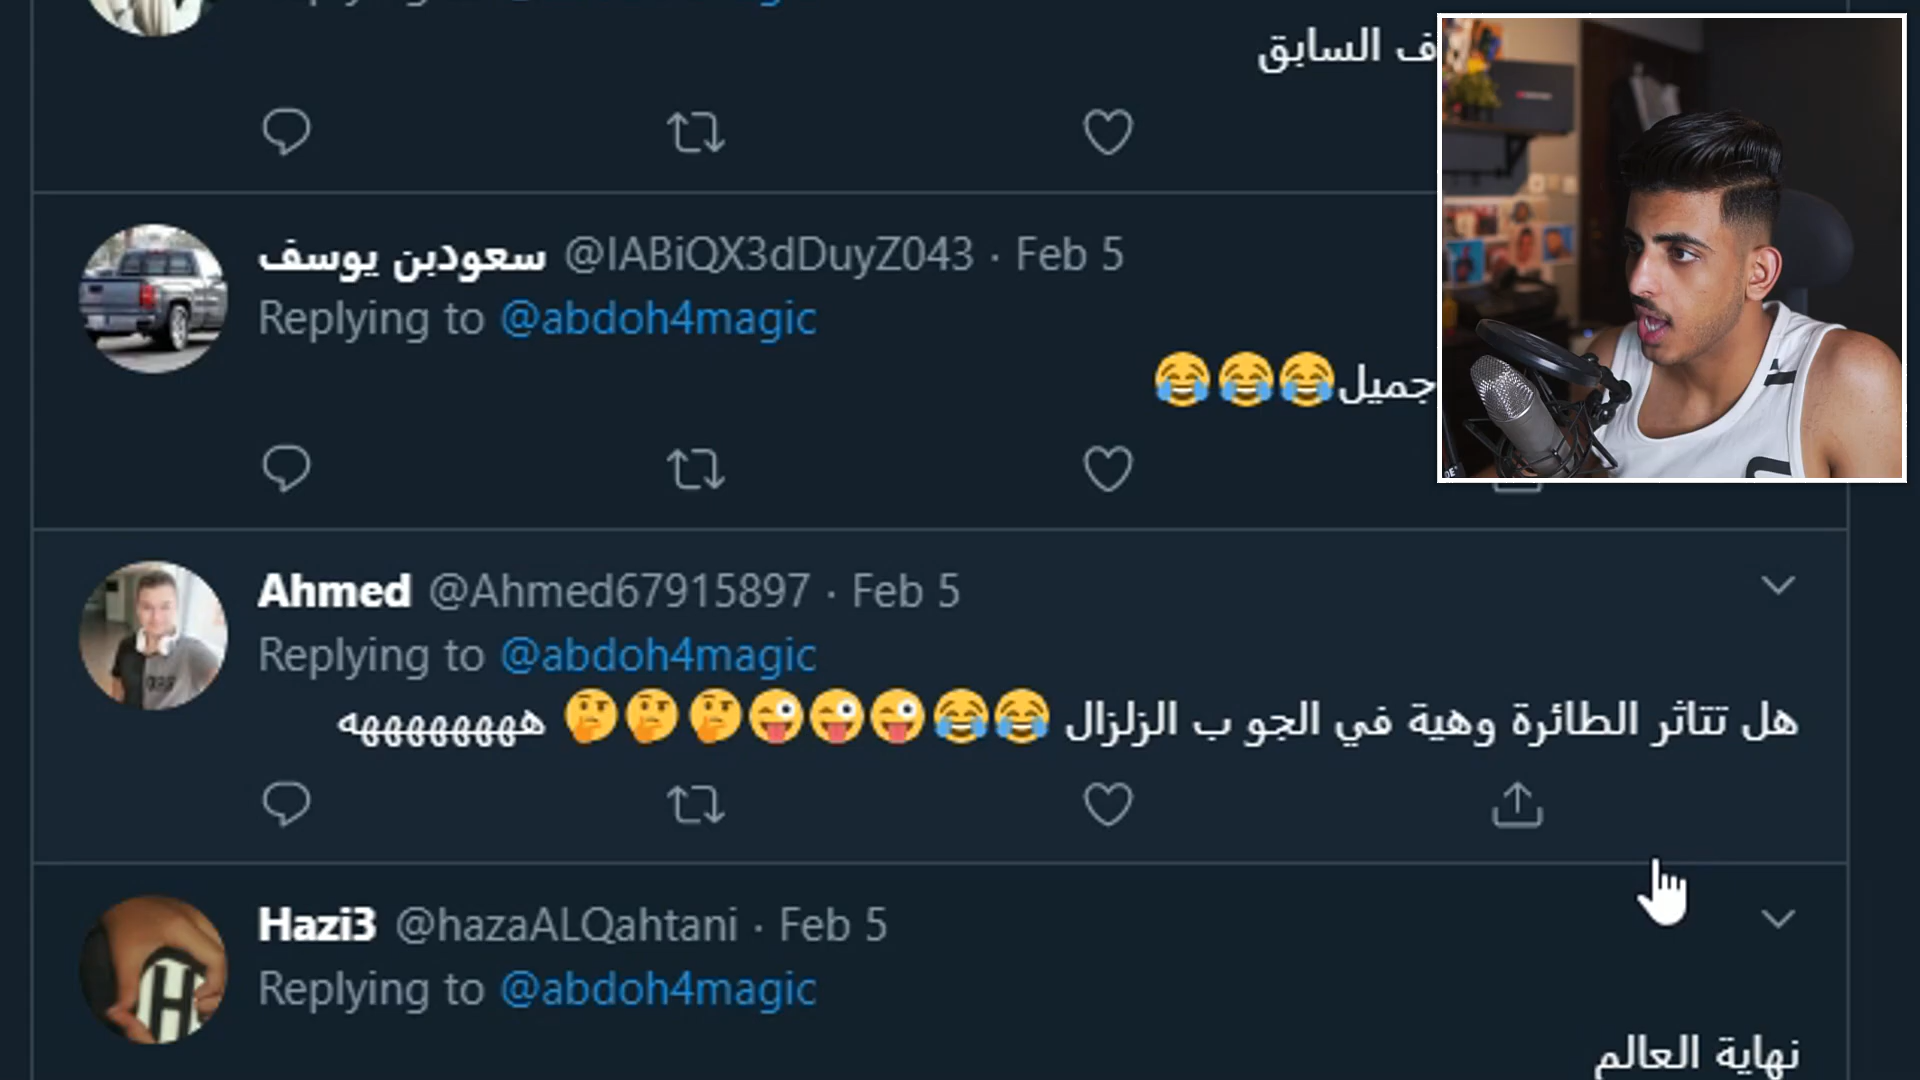 ف السابق
سعودبن يوسف @IABiQX3dDuyZ043 · Feb 5
Replying to @abdoh4magic
جميل😂😂😂
Ahmed @Ahmed67915897 · Feb 5
Replying to @abdoh4magic
هل تتاثر الطائرة وهية في الجو ب الزلزال 😂😂😜😜😜🤔🤔🤔 ههههههههه
Hazi3 @hazaALQahtani · Feb 5
Replying to @abdoh4magic
نهاية العالم